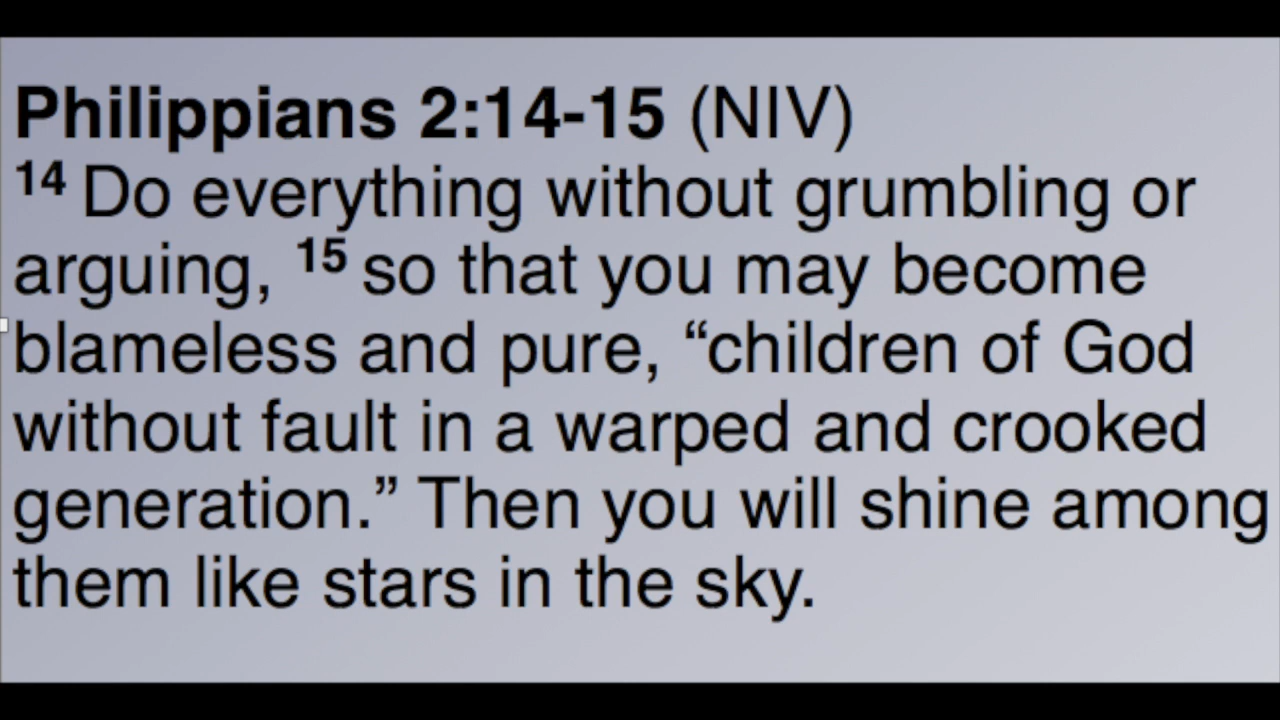 Philippians 2:14-15 (NIV)
14 Do everything without grumbling or
arguing, 15 so that you may become
blameless and pure, “children of God
without fault in a warped and crooked
generation.” Then you will shine among
them like stars in the sky.